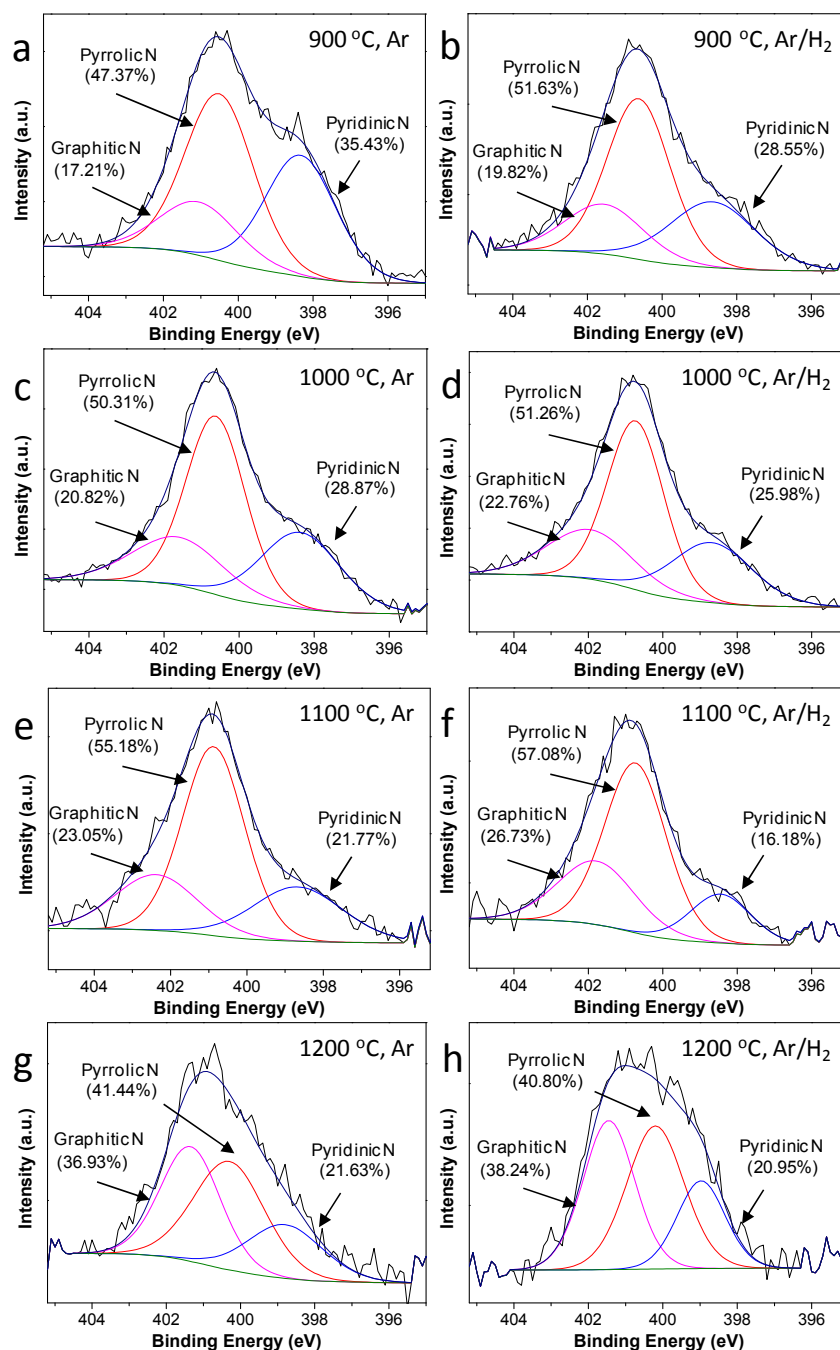 a
900 °C, Ar
Pyrrolic N
(47.37%)
Graphitic N
(17.21%)
Pyridinic N
(35.43%)
Intensity (a.u.)
404 402 400 398 396
Binding Energy (eV)
b
900 °C, Ar/H2
Pyrrolic N
(51.63%)
Graphitic N
(19.82%)
Pyridinic N
(28.55%)
Intensity (a.u.)
404 402 400 398 396
Binding Energy (eV)
c
1000 °C, Ar
Pyrrolic N
(50.31%)
Graphitic N
(20.82%)
Pyridinic N
(28.87%)
Intensity (a.u.)
404 402 400 398 396
Binding Energy (eV)
d
1000 °C, Ar/H2
Pyrrolic N
(51.26%)
Graphitic N
(22.76%)
Pyridinic N
(25.98%)
Intensity (a.u.)
404 402 400 398 396
Binding Energy (eV)
e
1100 °C, Ar
Pyrrolic N
(55.18%)
Graphitic N
(23.05%)
Pyridinic N
(21.77%)
Intensity (a.u.)
404 402 400 398 396
Binding Energy (eV)
f
1100 °C, Ar/H2
Pyrrolic N
(57.08%)
Graphitic N
(26.73%)
Pyridinic N
(16.18%)
Intensity (a.u.)
404 402 400 398 396
Binding Energy (eV)
g
1200 °C, Ar
Pyrrolic N
(41.44%)
Graphitic N
(36.93%)
Pyridinic N
(21.63%)
Intensity (a.u.)
404 402 400 398 396
Binding Energy (eV)
h
1200 °C, Ar/H2
Pyrrolic N
(40.80%)
Graphitic N
(38.24%)
Pyridinic N
(20.95%)
Intensity (a.u.)
404 402 400 398 396
Binding Energy (eV)